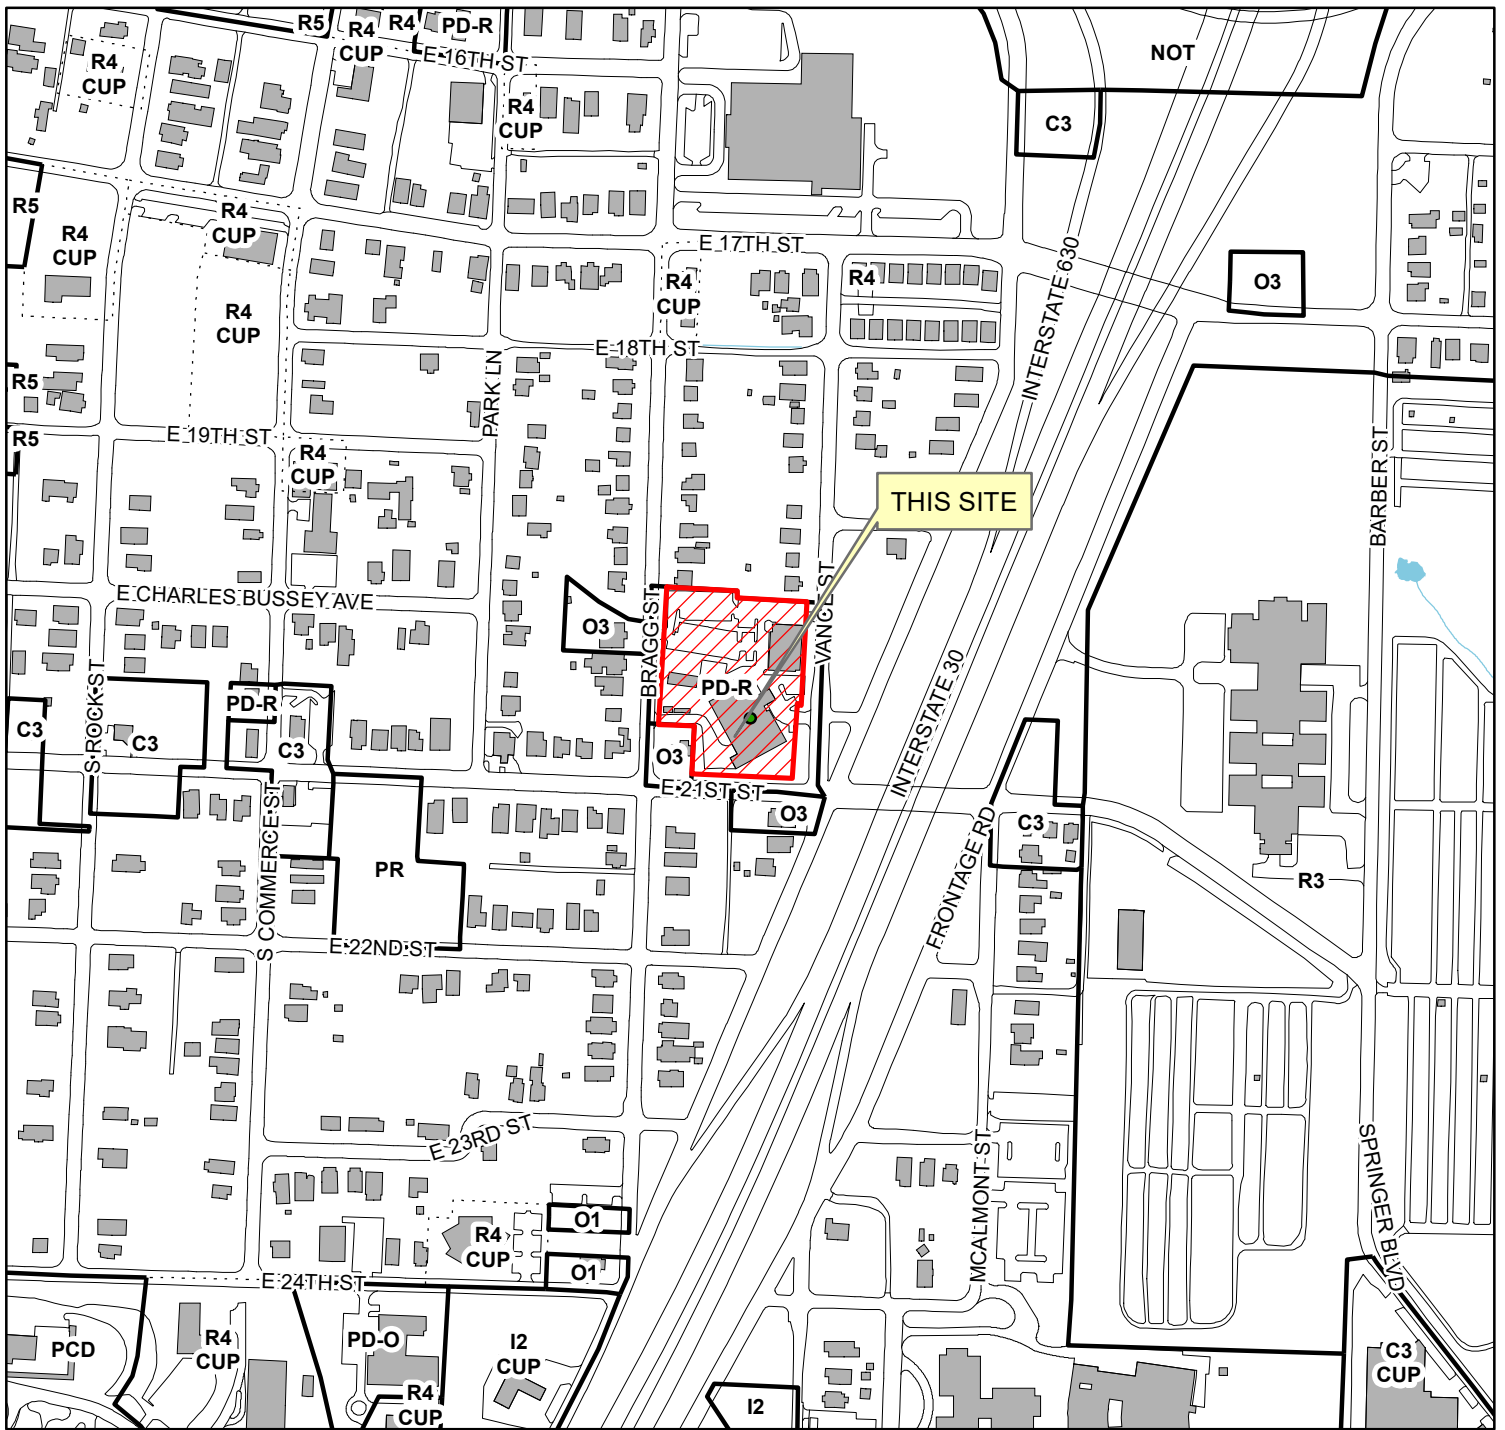 R5
R4
CUP
R4
PD-R
E 16TH ST
NOT
R4
CUP
R4
CUP
C3
R5
R4
CUP
R4
CUP
E 17TH ST
INTERSTATE 630
R4
CUP
R4
O3
R4
CUP
E 18TH ST
PARK LN
R5
E 19TH ST
R5
R4
CUP
BARBER ST
THIS SITE
E CHARLES BUSSEY AVE
O3
BRAGG ST
VANCE ST
PD-R
INTERSTATE 30
S ROCK ST
PD-R
C3
C3
C3
O3
E 21ST ST
O3
FRONTAGE RD
C3
S COMMERCE ST
PR
R3
E 22ND ST
E 23RD ST
MCALMONT ST
SPRINGER BLVD
O1
R4
CUP
O1
E 24TH ST
PCD
R4
CUP
PD-O
I2
CUP
C3
CUP
R4
CUP
I2